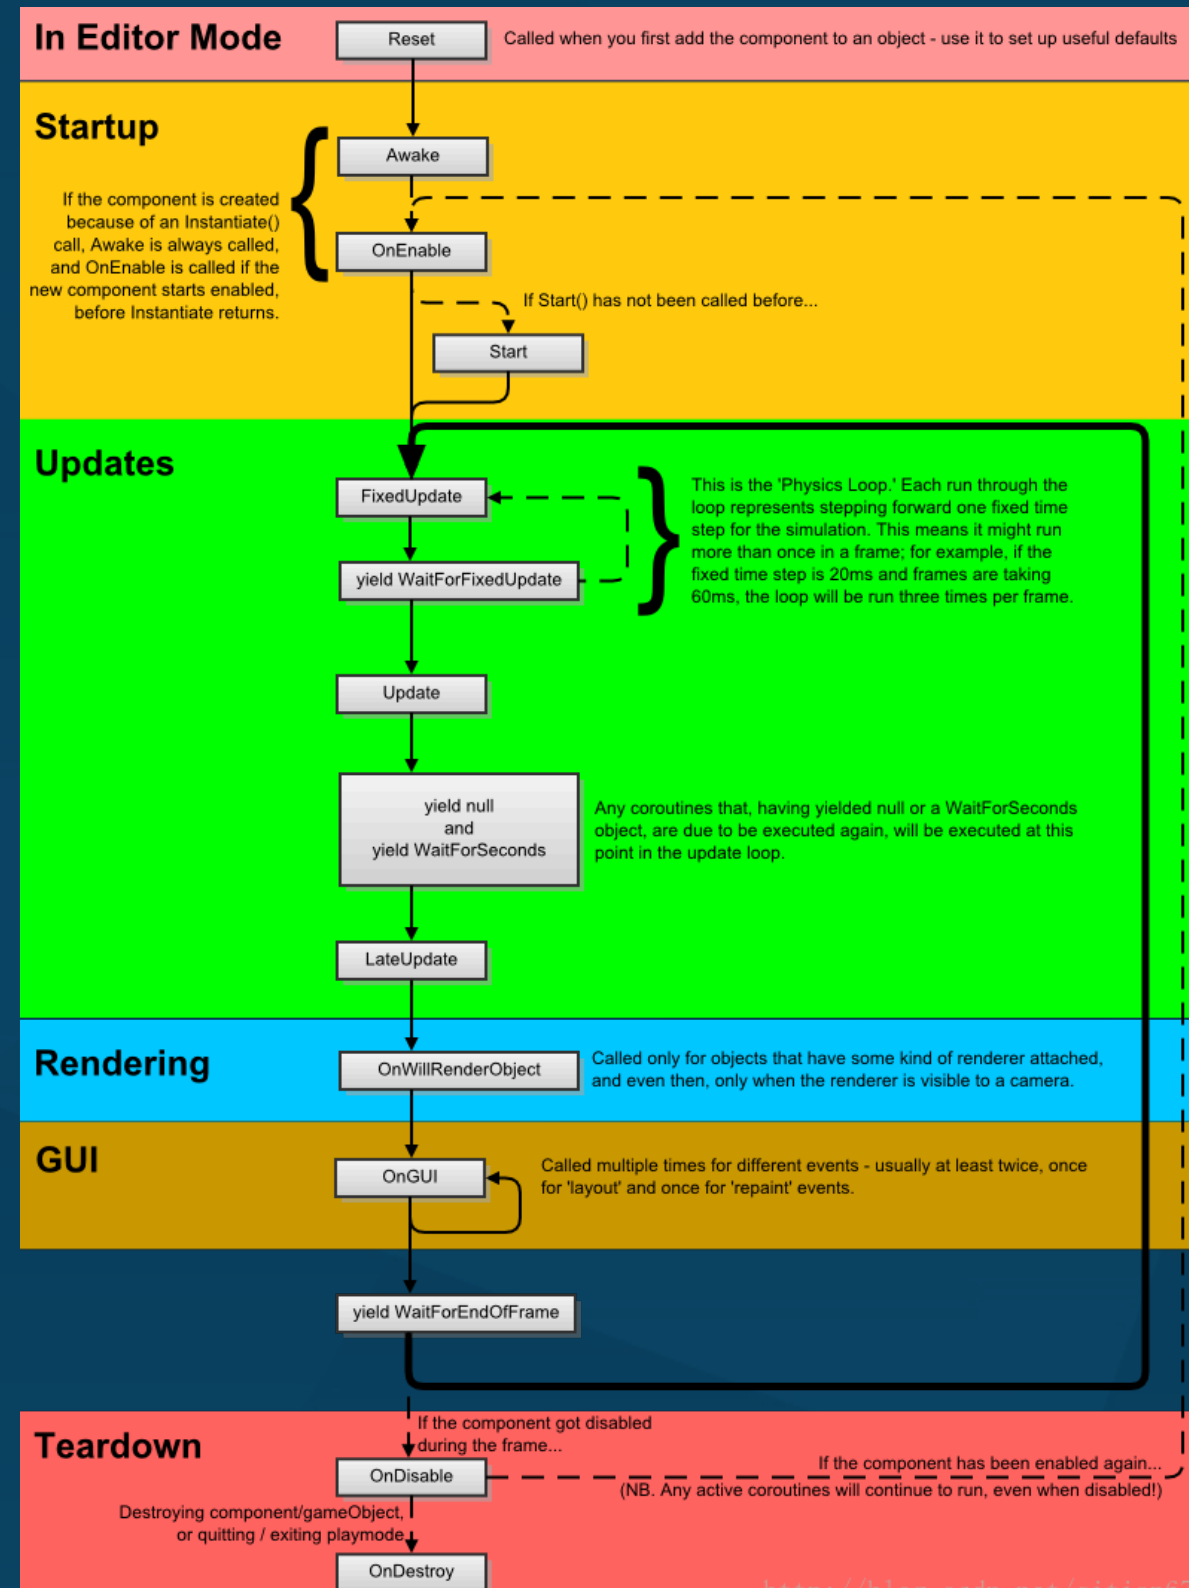 In Editor Mode
Reset
Called when you first add the component to an object - use it to set up useful defaults
Startup
Awake
If the component is created
because of an Instantiate()
call, Awake is always called,
and OnEnable is called if the
new component starts enabled,
before Instantiate returns.
OnEnable
If Start() has not been called before...
Start
Updates
FixedUpdate
yield WaitForFixedUpdate
This is the 'Physics Loop.' Each run through the
loop represents stepping forward one fixed time
step for the simulation. This means it might run
more than once in a frame; for example, if the
fixed time step is 20ms and frames are taking
60ms, the loop will be run three times per frame.
Update
yield null
and
yield WaitForSeconds
Any coroutines that, having yielded null or a WaitForSeconds
object, are due to be executed again, will be executed at this
point in the update loop.
LateUpdate
Rendering
OnWillRenderObject
Called only for objects that have some kind of renderer attached,
and even then, only when the renderer is visible to a camera.
GUI
OnGUI
Called multiple times for different events - usually at least twice, once
for 'layout' and once for 'repaint' events.
yield WaitForEndOfFrame
Teardown
If the component got disabled
during the frame...
OnDisable
If the component has been enabled again...
(NB. Any active coroutines will continue to run, even when disabled!)
Destroying component/gameObject,
or quitting / exiting playmode
OnDestroy